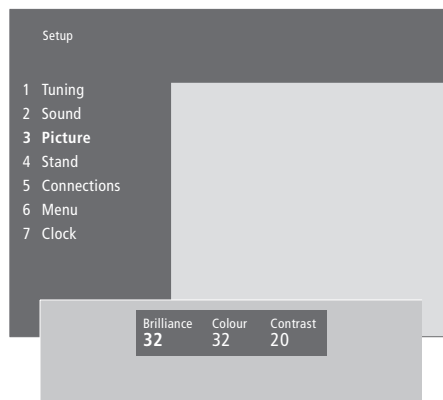 Setup
1 Tuning
2 Sound
3 Picture
4 Stand
5 Connections
6 Menu
7 Clock
Brilliance Colour Contrast
32 32 20